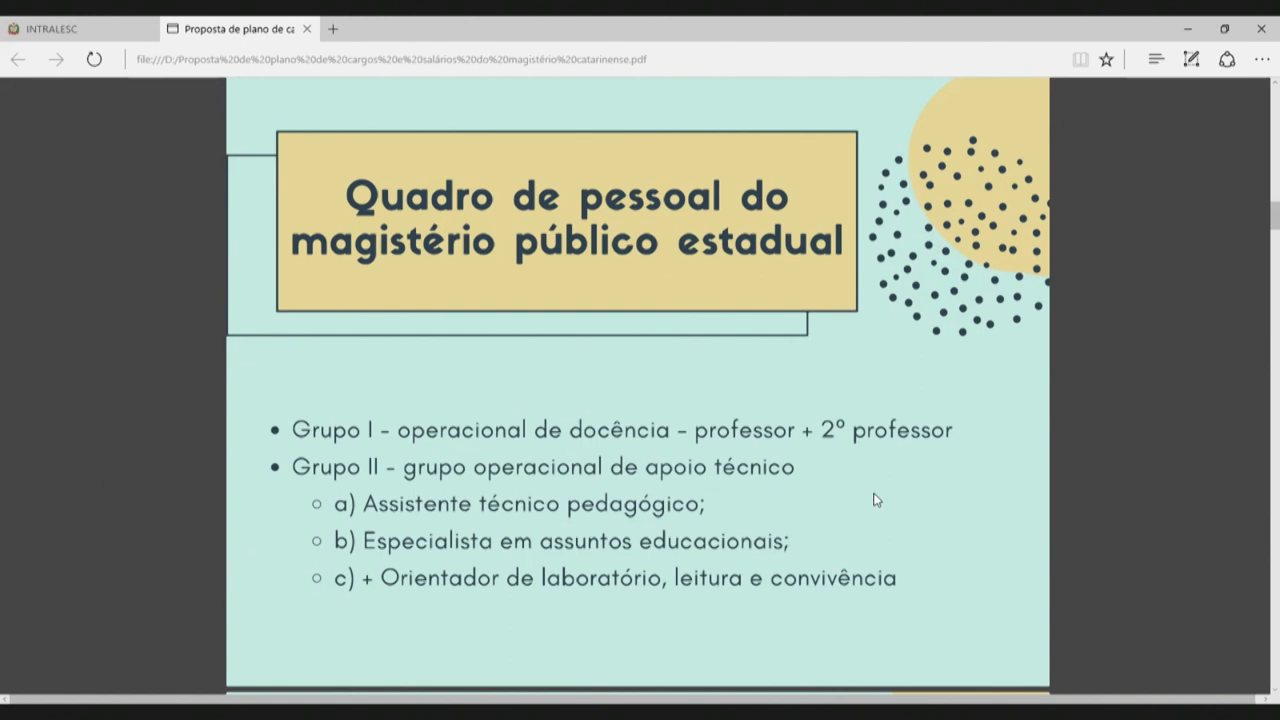 INTRALESC
Proposta de plano de ca
file:///D:/Proposta%20de%20plano%20de%20cargos%20e%20salários%20do%20magistério%20catarinense.pdf
Quadro de pessoal do
magistério público estadual
• Grupo I - operacional de docência - professor + 2º professor
• Grupo II - grupo operacional de apoio técnico
○ a) Assistente técnico pedagógico;
○ b) Especialista em assuntos educacionais;
○ c) + Orientador de laboratório, leitura e convivência